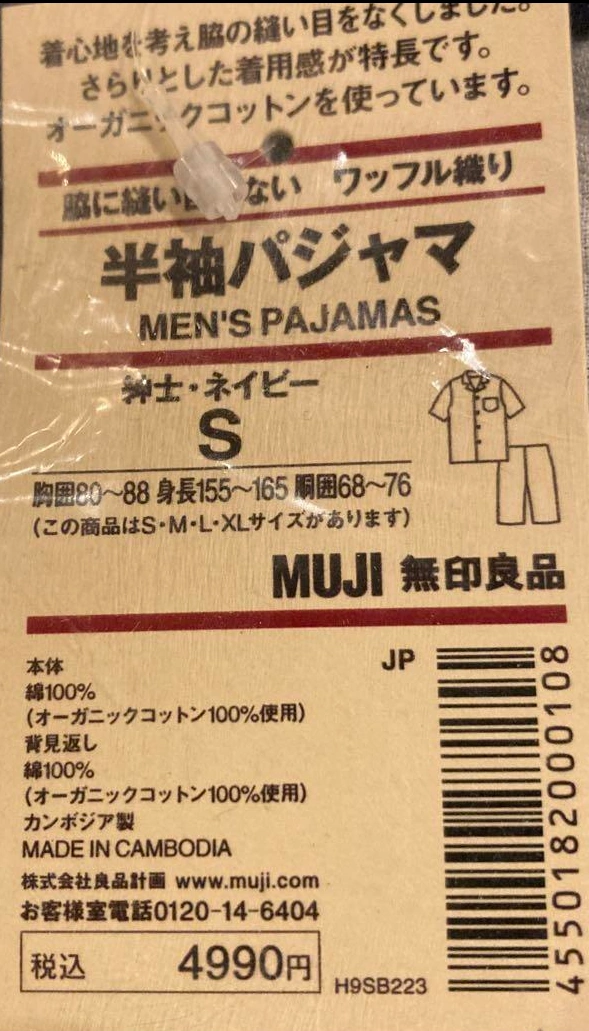 着心地を考え脇の縫い目をなくしました。
さらりとした着用感が特長です。
オーガニックコットンを使っています。
脇に縫い目 ない ワッフル織り
半袖パジャマ
MEN'S PAJAMAS
紳士・ネイビー
S
胸囲80〜88 身長155〜165 胴囲68〜76
(この商品はS・M・L・XLサイズがあります)
MUJI 無印良品
JP
本体
綿100%
(オーガニックコットン100%使用)
背見返し
綿100%
(オーガニックコットン100%使用)
カンボジア製
MADE IN CAMBODIA
株式会社良品計画 www.muji.com
お客様室電話0120-14-6404
税込 4990円
H9SB223
4550182000108